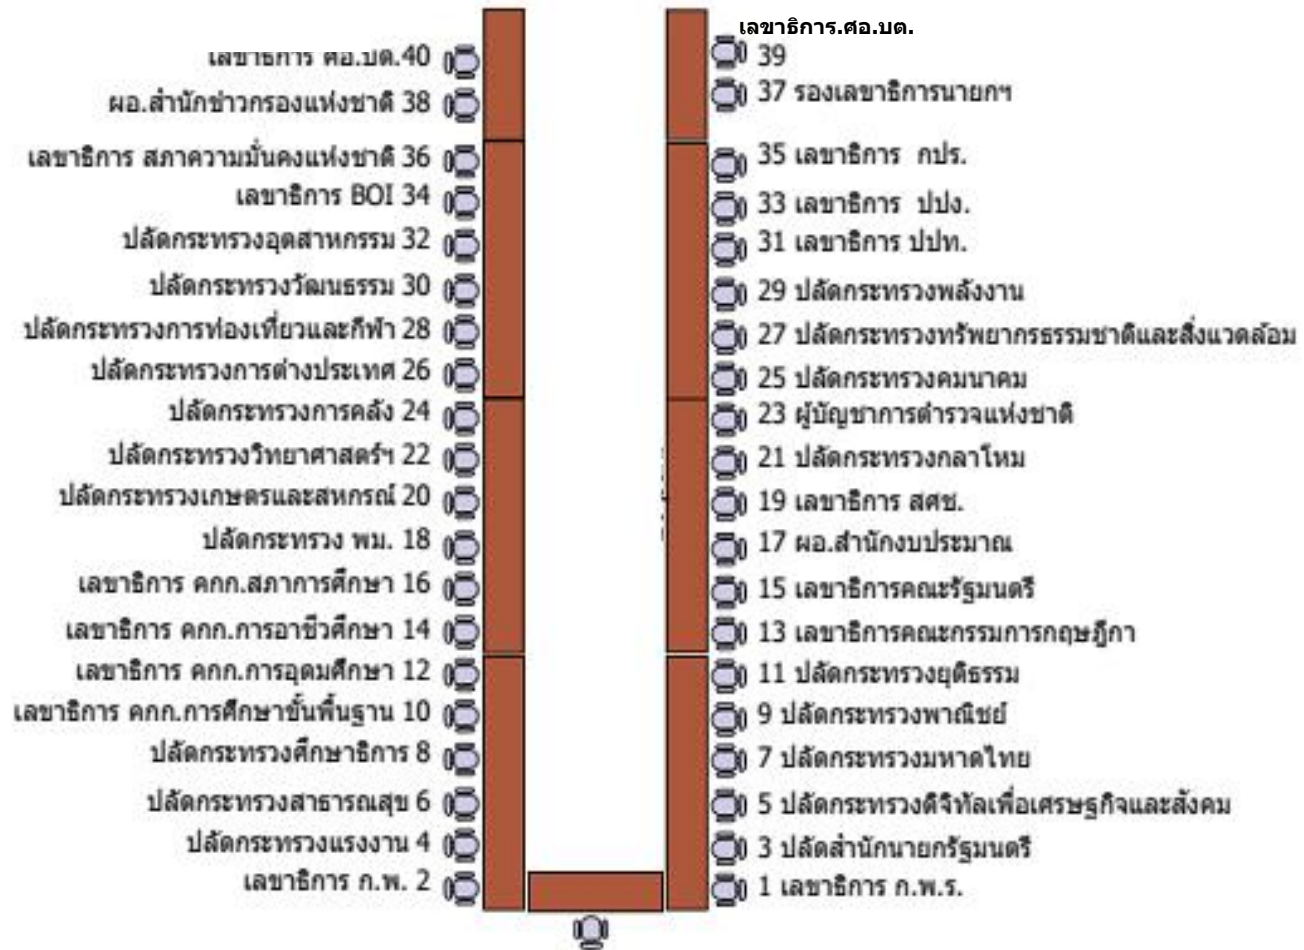 เลขาธิการ ศอ.บต.40
ผอ.สำนักข่าวกรองแห่งชาติ 38
เลขาธิการ สภาความมั่นคงแห่งชาติ 36
เลขาธิการ BOI 34
ปลัดกระทรวงอุตสาหกรรม 32
ปลัดกระทรวงวัฒนธรรม 30
ปลัดกระทรวงการท่องเที่ยวและกีฬา 28
ปลัดกระทรวงการต่างประเทศ 26
ปลัดกระทรวงการคลัง 24
ปลัดกระทรวงวิทยาศาสตร์ฯ 22
ปลัดกระทรวงเกษตรและสหกรณ์ 20
ปลัดกระทรวง พม. 18
เลขาธิการ คกก.สภาการศึกษา 16
เลขาธิการ คกก.การอาชีวศึกษา 14
เลขาธิการ คกก.การอุดมศึกษา 12
เลขาธิการ คกก.การศึกษาขั้นพื้นฐาน 10
ปลัดกระทรวงศึกษาธิการ 8
ปลัดกระทรวงสาธารณสุข 6
ปลัดกระทรวงแรงงาน 4
เลขาธิการ ก.พ. 2
เลขาธิการ.ศอ.บต.
39
37 รองเลขาธิการนายกฯ
35 เลขาธิการ กปร.
33 เลขาธิการ ปปง.
31 เลขาธิการ ปปท.
29 ปลัดกระทรวงพลังงาน
27 ปลัดกระทรวงทรัพยากรธรรมชาติและสิ่งแวดล้อม
25 ปลัดกระทรวงคมนาคม
23 ผู้บัญชาการตำรวจแห่งชาติ
21 ปลัดกระทรวงกลาโหม
19 เลขาธิการ สศช.
17 ผอ.สำนักงบประมาณ
15 เลขาธิการคณะรัฐมนตรี
13 เลขาธิการคณะกรรมการกฤษฎีกา
11 ปลัดกระทรวงยุติธรรม
9 ปลัดกระทรวงพาณิชย์
7 ปลัดกระทรวงมหาดไทย
5 ปลัดกระทรวงดิจิทัลเพื่อเศรษฐกิจและสังคม
3 ปลัดสำนักนายกรัฐมนตรี
1 เลขาธิการ ก.พ.ร.